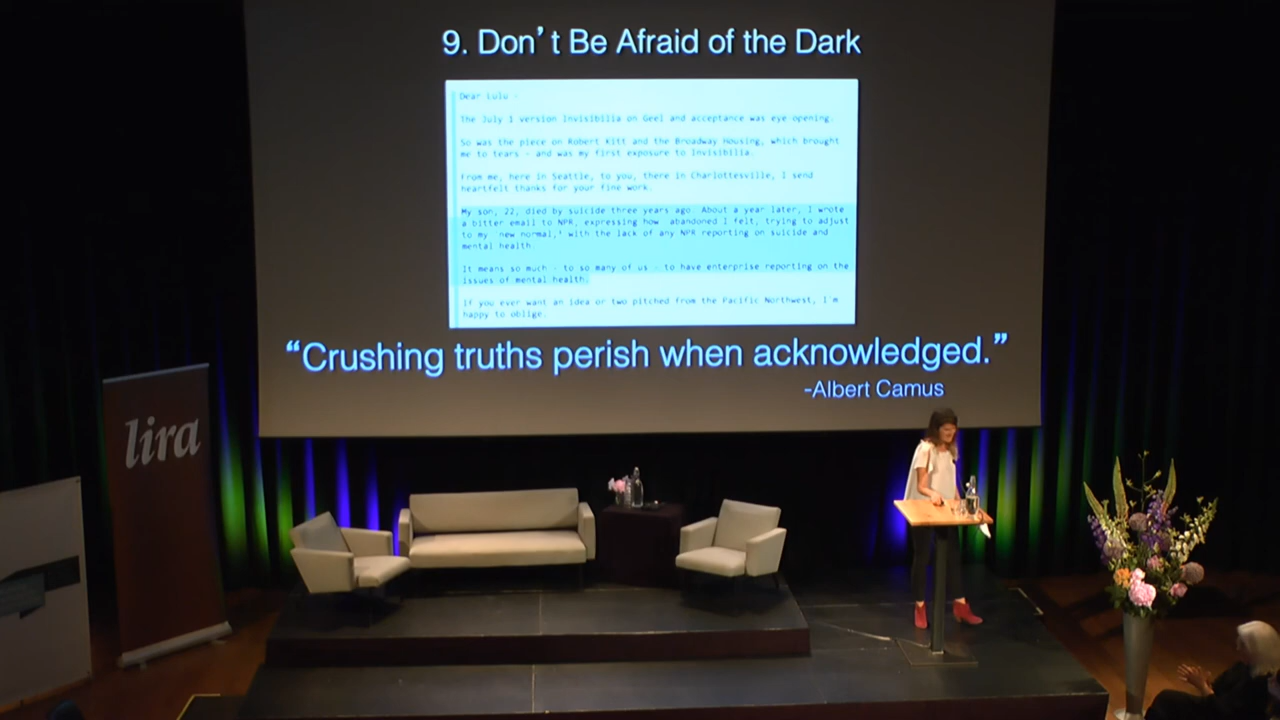 9. Don't Be Afraid of the Dark
Dear Lulu -
The July 1 version Invisibilia on Geel and acceptance was eye opening.
So was the piece on Robert Kitt and the Broadway Housing, which brought
me to tears - and was my first exposure to Invisibilia.
From me, here in Seattle, to you, there in Charlottesville, I send
heartfelt thanks for your fine work.
My son, 22, died by suicide three years ago. About a year later, I wrote
a bitter email to NPR, expressing how abandoned I felt, trying to adjust
to my 'new normal,' with the lack of any NPR reporting on suicide and
mental health.
It means so much - to so many of us - to have enterprise reporting on the
issues of mental health.
If you ever want an idea or two pitched from the Pacific Northwest, I'm
happy to oblige.
“Crushing truths perish when acknowledged.”
-Albert Camus
lira